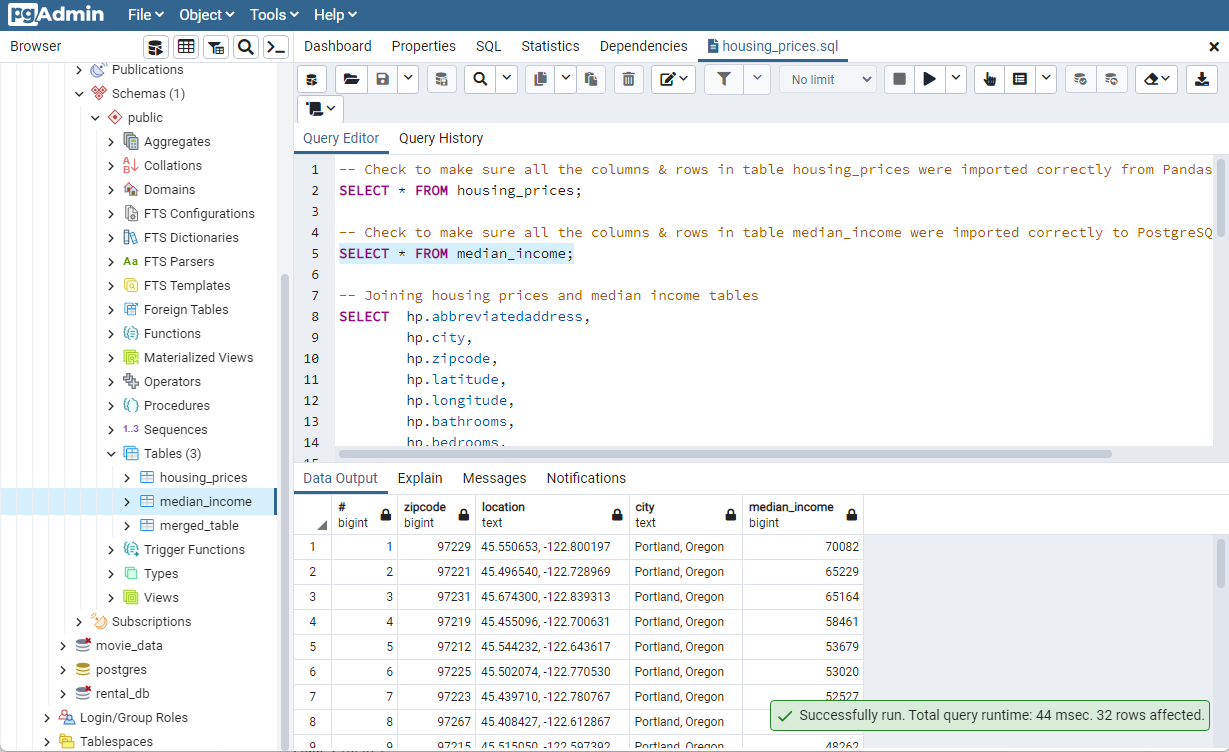 pgAdmin File Object Tools Help
Browser
Dashboard Properties SQL Statistics Dependencies housing_prices.sql
Publications
Schemas (1)
public
Aggregates
Collations
Domains
FTS Configurations
FTS Dictionaries
Aa FTS Parsers
FTS Templates
Foreign Tables
Functions
Materialized Views
Operators
Procedures
1..3 Sequences
Tables (3)
housing_prices
median_income
merged_table
Trigger Functions
Types
Views
Subscriptions
movie_data
postgres
rental_db
Login/Group Roles
Tablespaces
No limit
Query Editor Query History
1 -- Check to make sure all the columns & rows in table housing_prices were imported correctly from Pandas
2 SELECT * FROM housing_prices;
3
4 -- Check to make sure all the columns & rows in table median_income were imported correctly to PostgreSQ
5 SELECT * FROM median_income;
6
7 -- Joining housing prices and median income tables
8 SELECT hp.abbreviatedaddress,
9 hp.city,
10 hp.zipcode,
11 hp.latitude,
12 hp.longitude,
13 hp.bathrooms,
14 hp.bedrooms,
15
Data Output Explain Messages Notifications
# zipcode location city median_income
bigint bigint text text bigint
1 1 97229 45.550653, -122.800197 Portland, Oregon 70082
2 2 97221 45.496540, -122.728969 Portland, Oregon 65229
3 3 97231 45.674300, -122.839313 Portland, Oregon 65164
4 4 97219 45.455096, -122.700631 Portland, Oregon 58461
5 5 97212 45.544232, -122.643617 Portland, Oregon 53679
6 6 97225 45.502074, -122.770530 Portland, Oregon 53020
7 7 97223 45.439710, -122.780767 Portland, Oregon 52527
8 8 97267 45.408427, -122.612867 Portland, Oregon
9 9 97215 45.515050, -122.597392 Portland, Oregon 48262
Successfully run. Total query runtime: 44 msec. 32 rows affected.